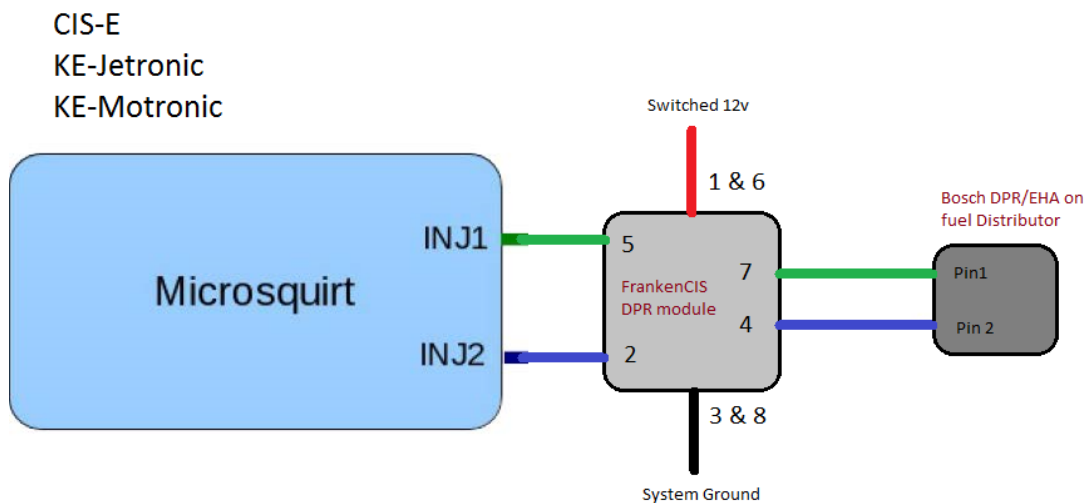 CIS-E
KE-Jetronic
KE-Motronic
Switched 12v
1 & 6
Bosch DPR/EHA on
fuel Distributor
INJ1
5
7
Pin1
Microsquirt
FrankenCIS
DPR module
4
Pin 2
INJ2
2
3 & 8
System Ground